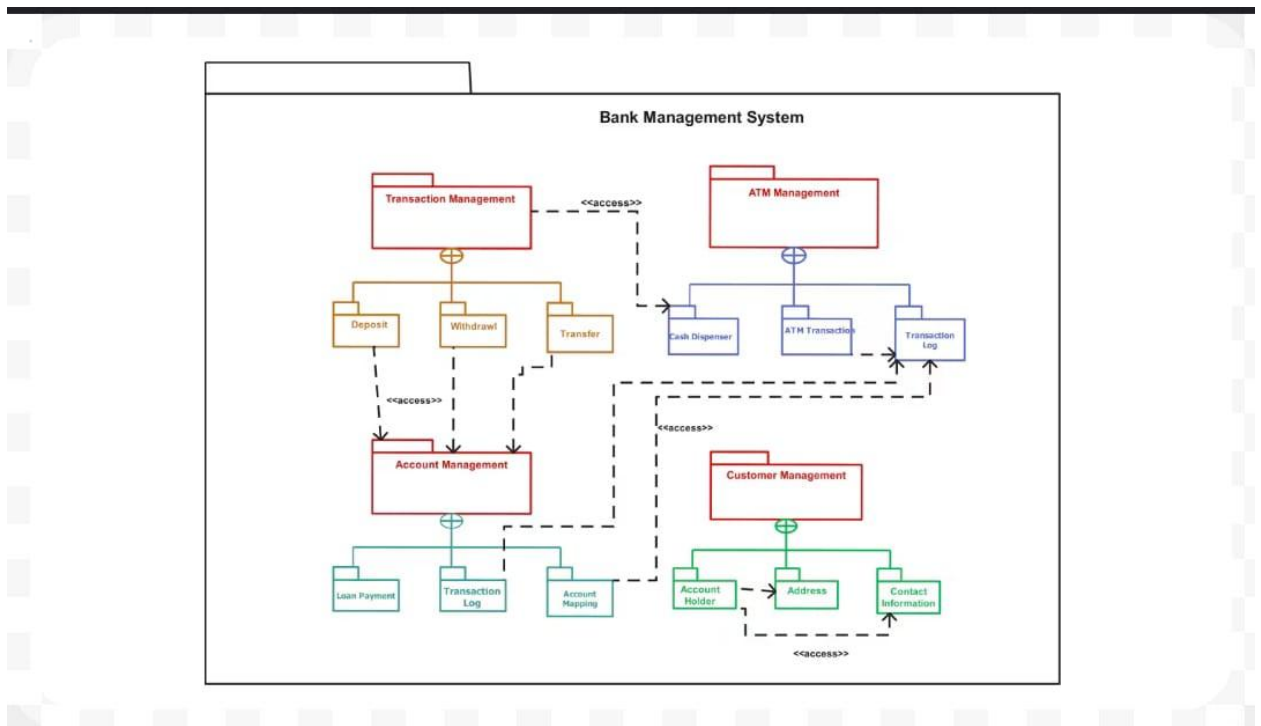 Bank Management System
Transaction Management
<<access>>
ATM Management
Deposit
Withdrawl
Transfer
Cash Dispenser
ATM Transaction
Transaction
Log
<<access>>
<<access>>
Account Management
Customer Management
Loan Payment
Transaction
Log
Account
Mapping
Account
Holder
Address
Contact
Information
<<access>>